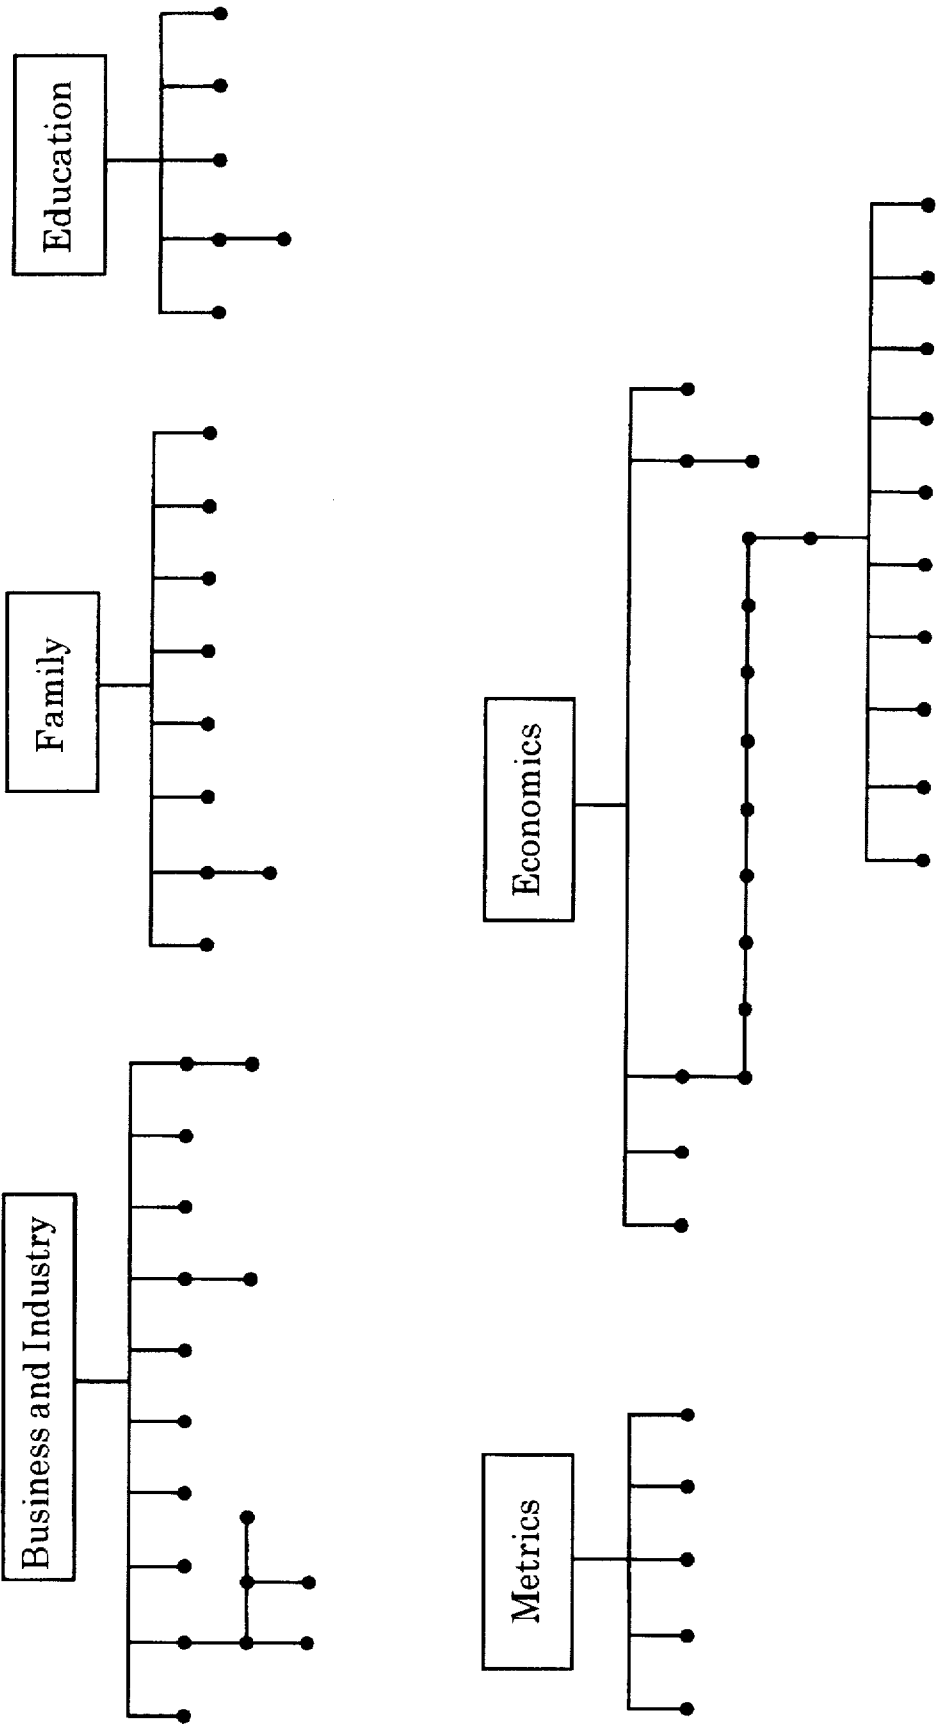 Business and Industry
Family
Education
Metrics
Economics